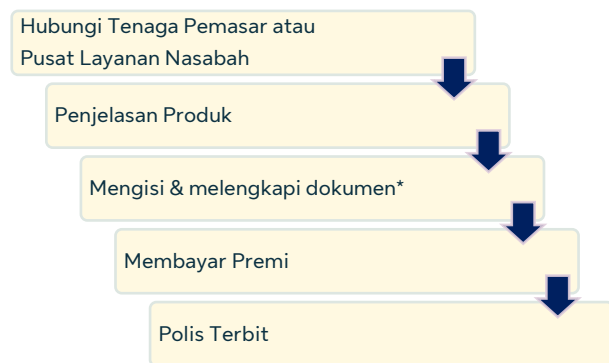 Hubungi Tenaga Pemasar atau
Pusat Layanan Nasabah
Penjelasan Produk
Mengisi & melengkapi dokumen*
Membayar Premi
Polis Terbit